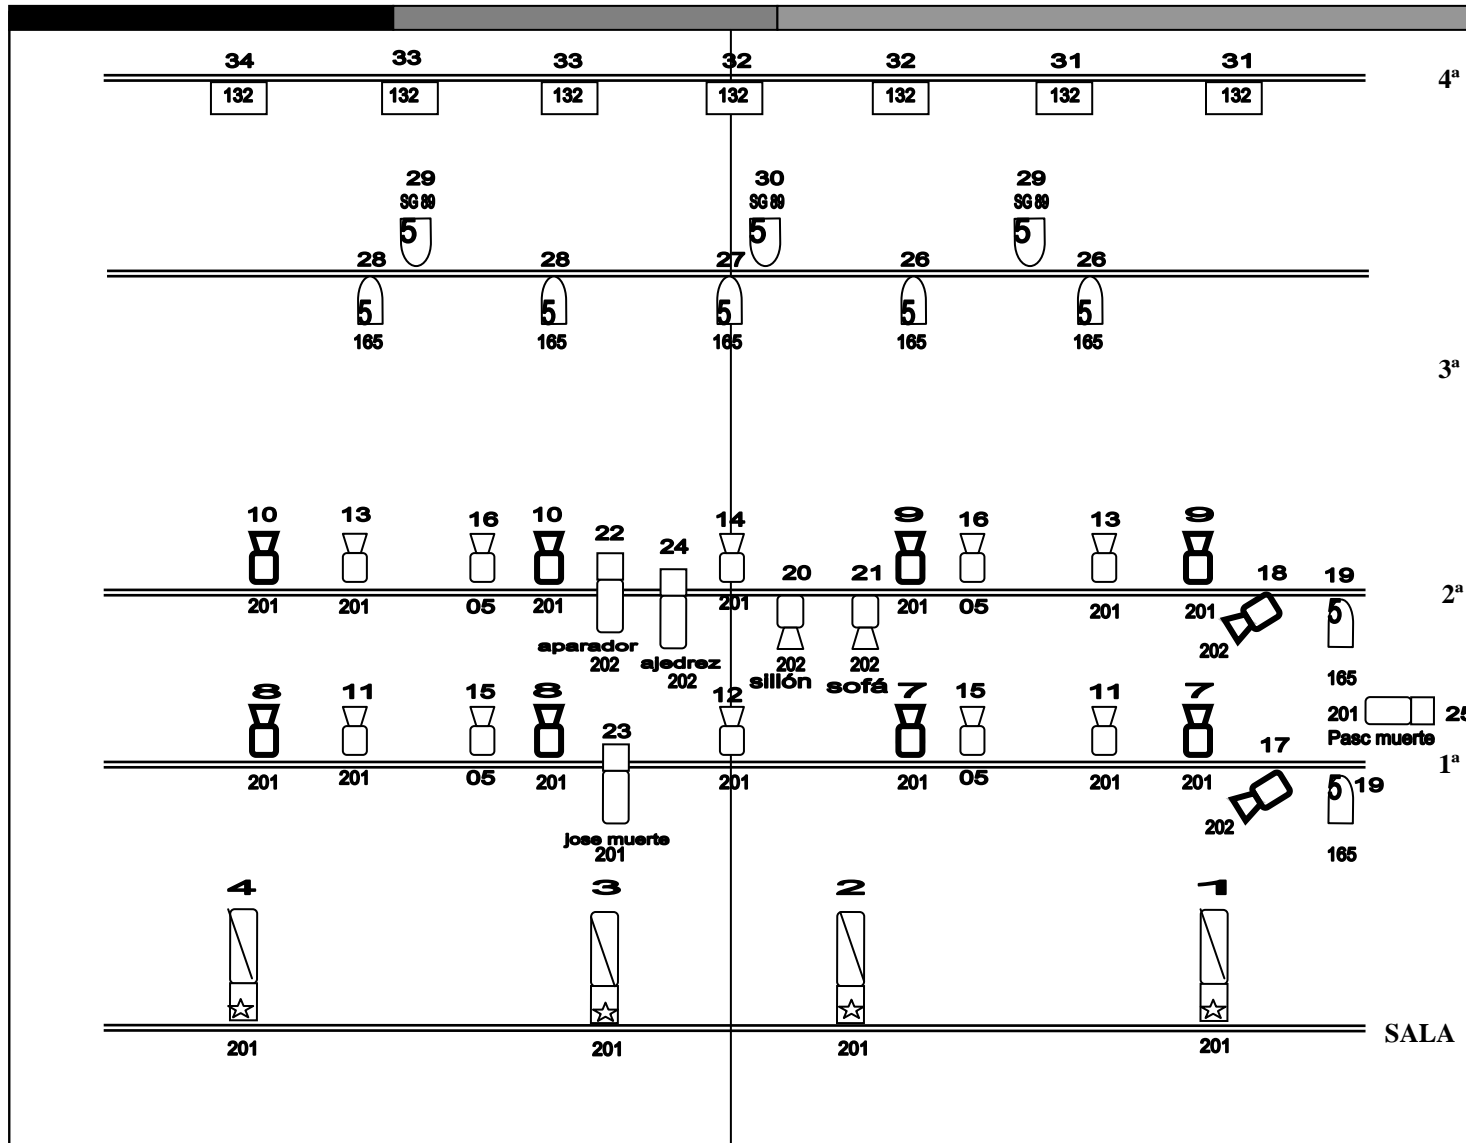 34 33 33 32 32 31 31
132 132 132 132 132 132 132 4ª
29 30 29
SG 89 SG 89 SG 89
5 5 5
28 28 27 26 26
5 5 5 5 5
165 165 165 165 165
3ª
10 13 16 10 22 24 14 20 21 9 16 13 9 18 19
201 201 05 201 201 201 05 201 201 5 2ª
aparador
202
ajedrez
202
202
sillón
202
sofá
202
165
8 11 15 8 23 12 7 15 11 7 17
201 25
Pasc muerte
201 201 05 201 201 201 05 201 201 5 19 1ª
jose muerte
201
202
165
4 3 2 1
201 201 201 201 SALA